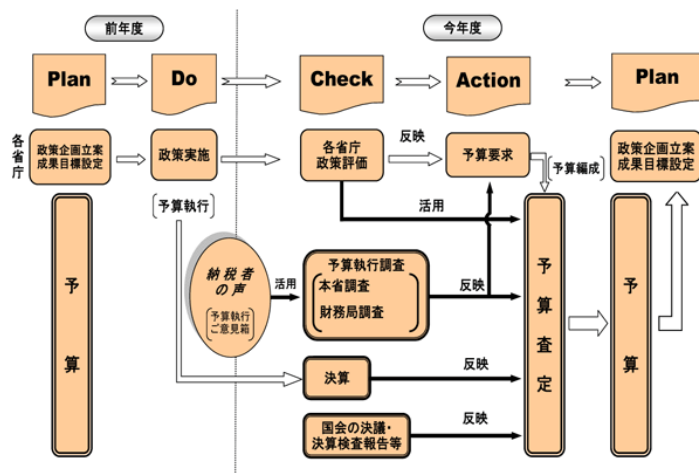 前年度
今年度
Plan
Do
Check
Action
Plan
各省庁
政策企画立案
成果目標設定
政策実施
各省庁
政策評価
反映
予算要求
〔予算編成〕
政策企画立案
成果目標設定
〔予算執行〕
活用
予算
納税者
の声
〔予算執行
ご意見箱〕
活用
予算執行調査
本省調査
財務局調査
反映
予算査定
予算
決算
反映
国会の決議・
決算検査報告等
反映